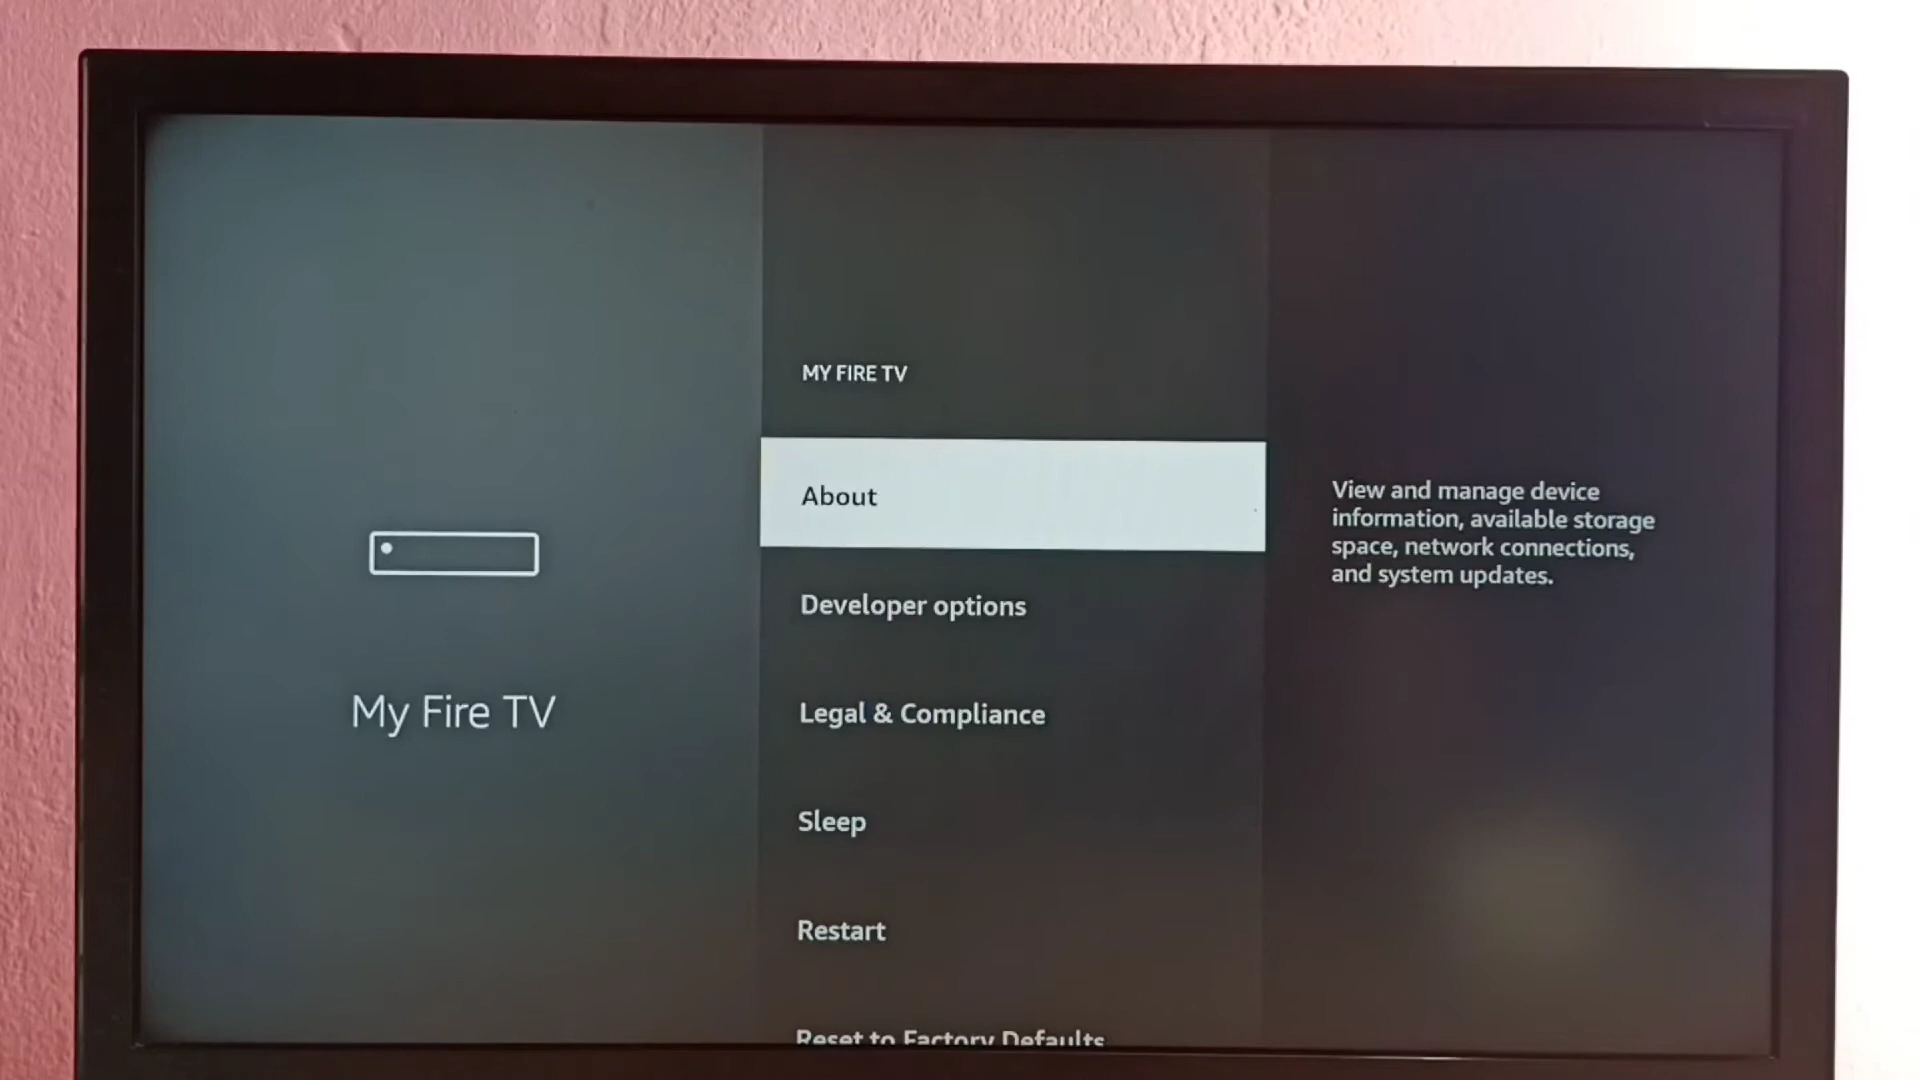 MY FIRE TV
About
Developer options
Legal & Compliance
Sleep
Restart
Reset to Factory Defaults
My Fire TV
View and manage device
information, available storage
space, network connections,
and system updates.